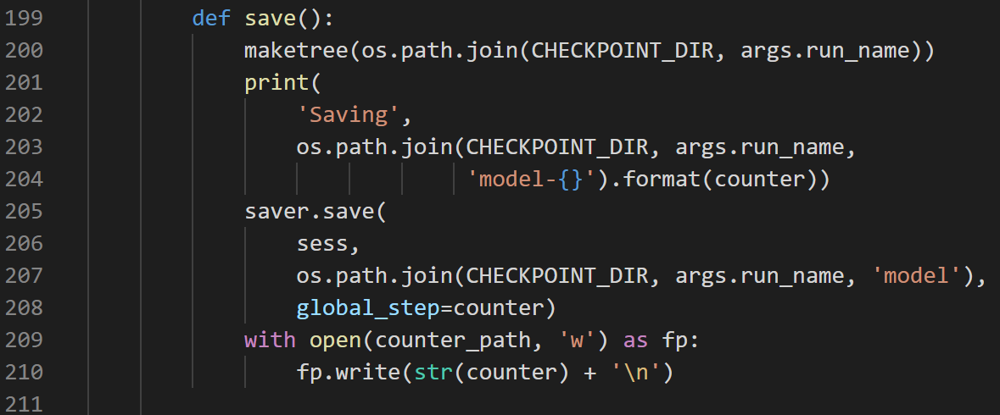 199 def save():
200 maketree(os.path.join(CHECKPOINT_DIR, args.run_name))
201 print(
202 'Saving',
203 os.path.join(CHECKPOINT_DIR, args.run_name,
204 'model-{}').format(counter))
205 saver.save(
206 sess,
207 os.path.join(CHECKPOINT_DIR, args.run_name, 'model'),
208 global_step=counter)
209 with open(counter_path, 'w') as fp:
210 fp.write(str(counter) + '\n')
211